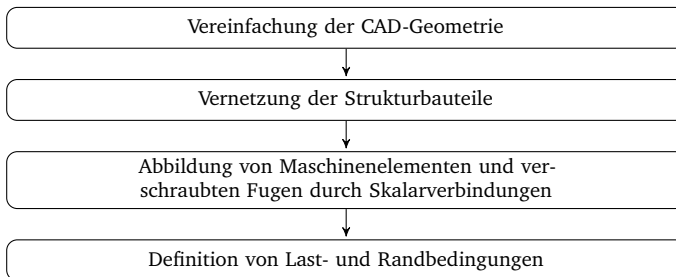 Vereinfachung der CAD-Geometrie
Vernetzung der Strukturbauteile
Abbildung von Maschinenelementen und ver-
schraubten Fugen durch Skalarverbindungen
Definition von Last- und Randbedingungen